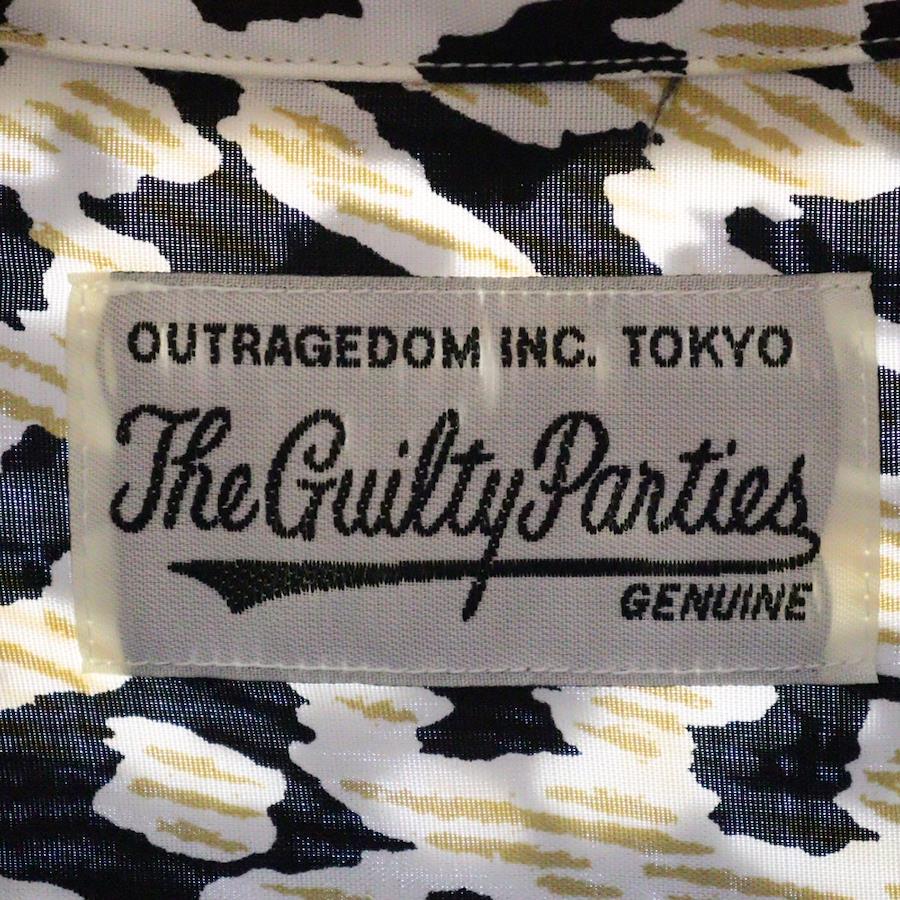 OUTRAGEDOM INC. TOKYO
The Guilty Parties
GENUINE